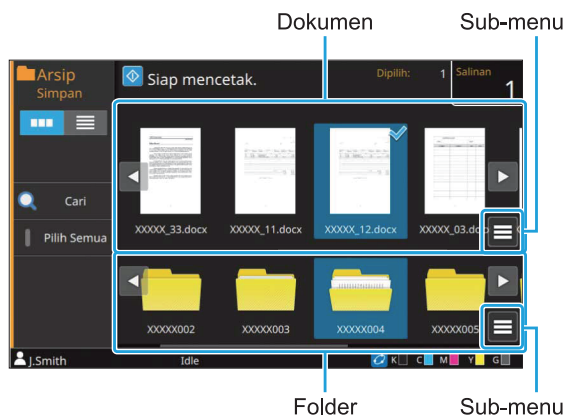 Dokumen Sub-menu
Arsip
Simpan
Siap mencetak.
Dipilih: 1
Salinan
1
Cari
Pilih Semua
XXXXX_33.docx XXXXX_11.docx XXXXX_12.docx XXXXX_03.do
XXXXX002 XXXXX003 XXXXX004 XXXXX005
J.Smith Idle K C M Y G
Folder Sub-menu